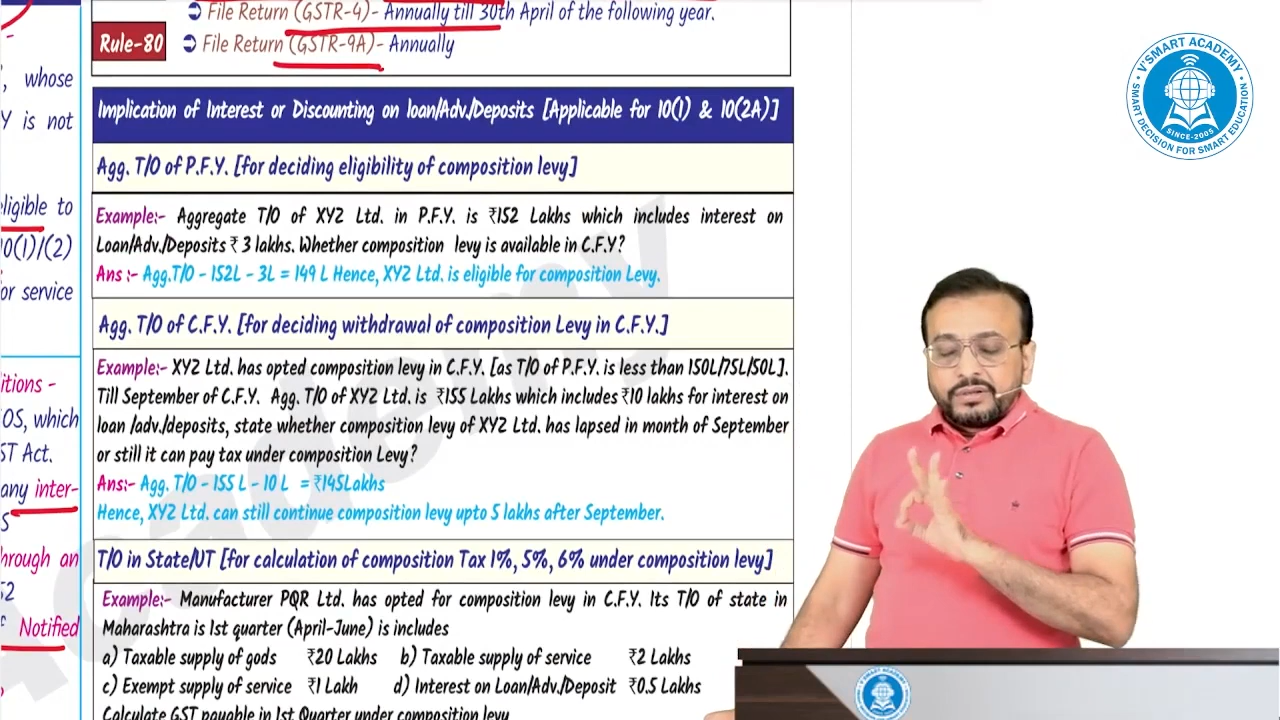 ➲ File Return (GSTR-4)- Annually till 30th April of the following year.
Rule-80 ➲ File Return (GSTR-9A)- Annually
, whose
Y is not
eligible to
10(1)/(2)
or service
itions -
OS, which
ST Act.
any inter-
S
hrough an
52
f Notified
Implication of Interest or Discounting on loan/Adv./Deposits [Applicable for 10(1) & 10(2A)]
Agg. T/O of P.F.Y. [for deciding eligibility of composition levy]
Example:- Aggregate T/O of XYZ Ltd. in P.F.Y. is ₹152 Lakhs which includes interest on
Loan/Adv./Deposits ₹ 3 lakhs. Whether composition levy is available in C.F.Y?
Ans :- Agg.T/O - 152L - 3L = 149 L Hence, XYZ Ltd. is eligible for composition Levy.
Agg. T/O of C.F.Y. [for deciding withdrawal of composition Levy in C.F.Y.]
Example:- XYZ Ltd. has opted composition levy in C.F.Y. [as T/O of P.F.Y. is less than 150L/75L/50L].
Till September of C.F.Y. Agg. T/O of XYZ Ltd. is ₹155 Lakhs which includes ₹10 lakhs for interest on
loan /adv./deposits, state whether composition levy of XYZ Ltd. has lapsed in month of September
or still it can pay tax under composition Levy?
Ans:- Agg. T/O - 155 L - 10 L = ₹145Lakhs
Hence, XYZ Ltd. can still continue composition levy upto 5 lakhs after September.
T/O in State/UT [for calculation of composition Tax 1%, 5%, 6% under composition levy]
Example:- Manufacturer PQR Ltd. has opted for composition levy in C.F.Y. Its T/O of state in
Maharashtra is 1st quarter (April-June) is includes
a) Taxable supply of gods ₹20 Lakhs b) Taxable supply of service ₹2 Lakhs
c) Exempt supply of service ₹1 Lakh d) Interest on Loan/Adv./Deposit ₹0.5 Lakhs
Calculate GST payable in 1st Quarter under composition levy
V'SMART ACADEMY
SINCE-2005
SMART DECISION FOR SMART EDUCATION